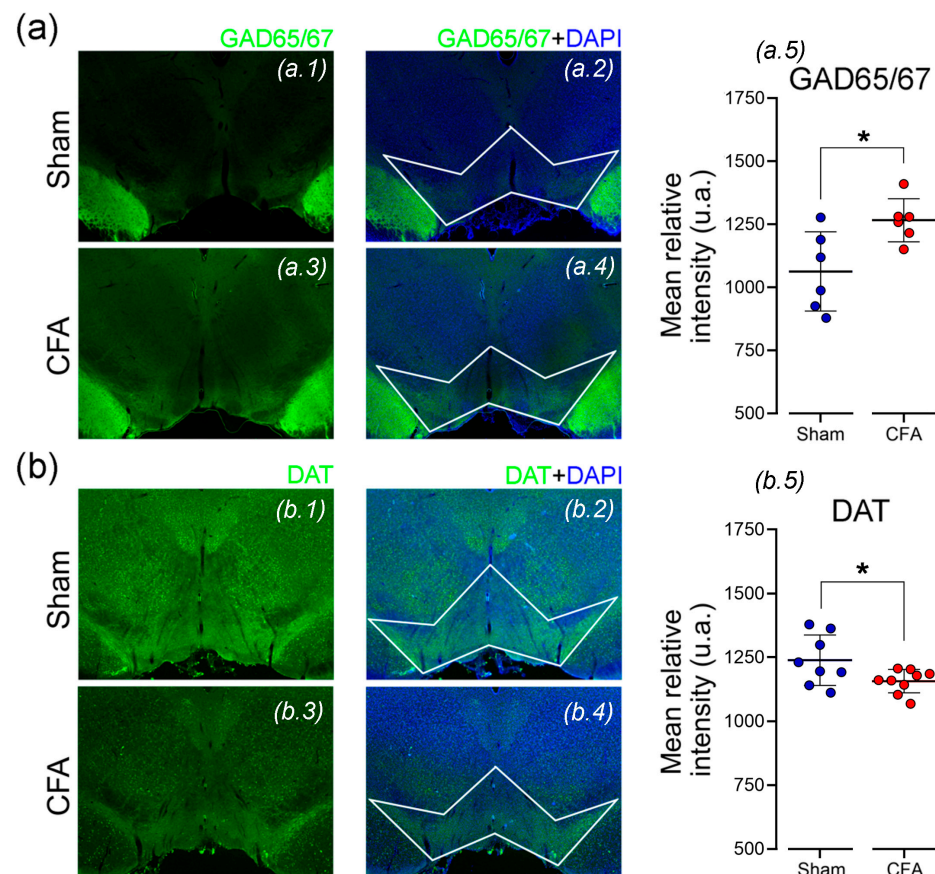 (a)
GAD65/67
GAD65/67+DAPI
(a.1)
(a.2)
Sham
(a.3)
(a.4)
CFA
(a.5)
GAD65/67
Mean relative
intensity (u.a.)
1750
1500
1250
1000
750
500
*
Sham
CFA
(b)
DAT
DAT+DAPI
(b.1)
(b.2)
Sham
(b.3)
(b.4)
CFA
(b.5)
DAT
Mean relative
intensity (u.a.)
1750
1500
1250
1000
750
500
*
Sham
CFA